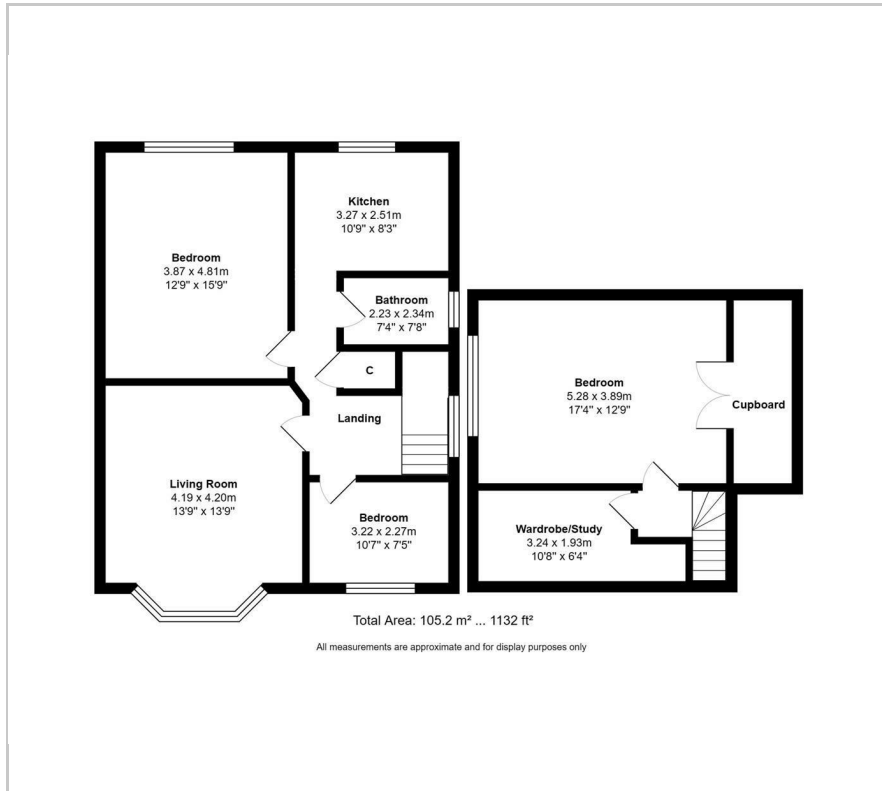 Kitchen
3.27 x 2.51m
10'9" x 8'3"
Bedroom
3.87 x 4.81m
12'9" x 15'9"
Bathroom
2.23 x 2.34m
7'4" x 7'8"
C
Landing
Living Room
4.19 x 4.20m
13'9" x 13'9"
Bedroom
3.22 x 2.27m
10'7" x 7'5"
Bedroom
5.28 x 3.89m
17'4" x 12'9"
Cupboard
Wardrobe/Study
3.24 x 1.93m
10'8" x 6'4"
Total Area: 105.2 m² ... 1132 ft²
All measurements are approximate and for display purposes only